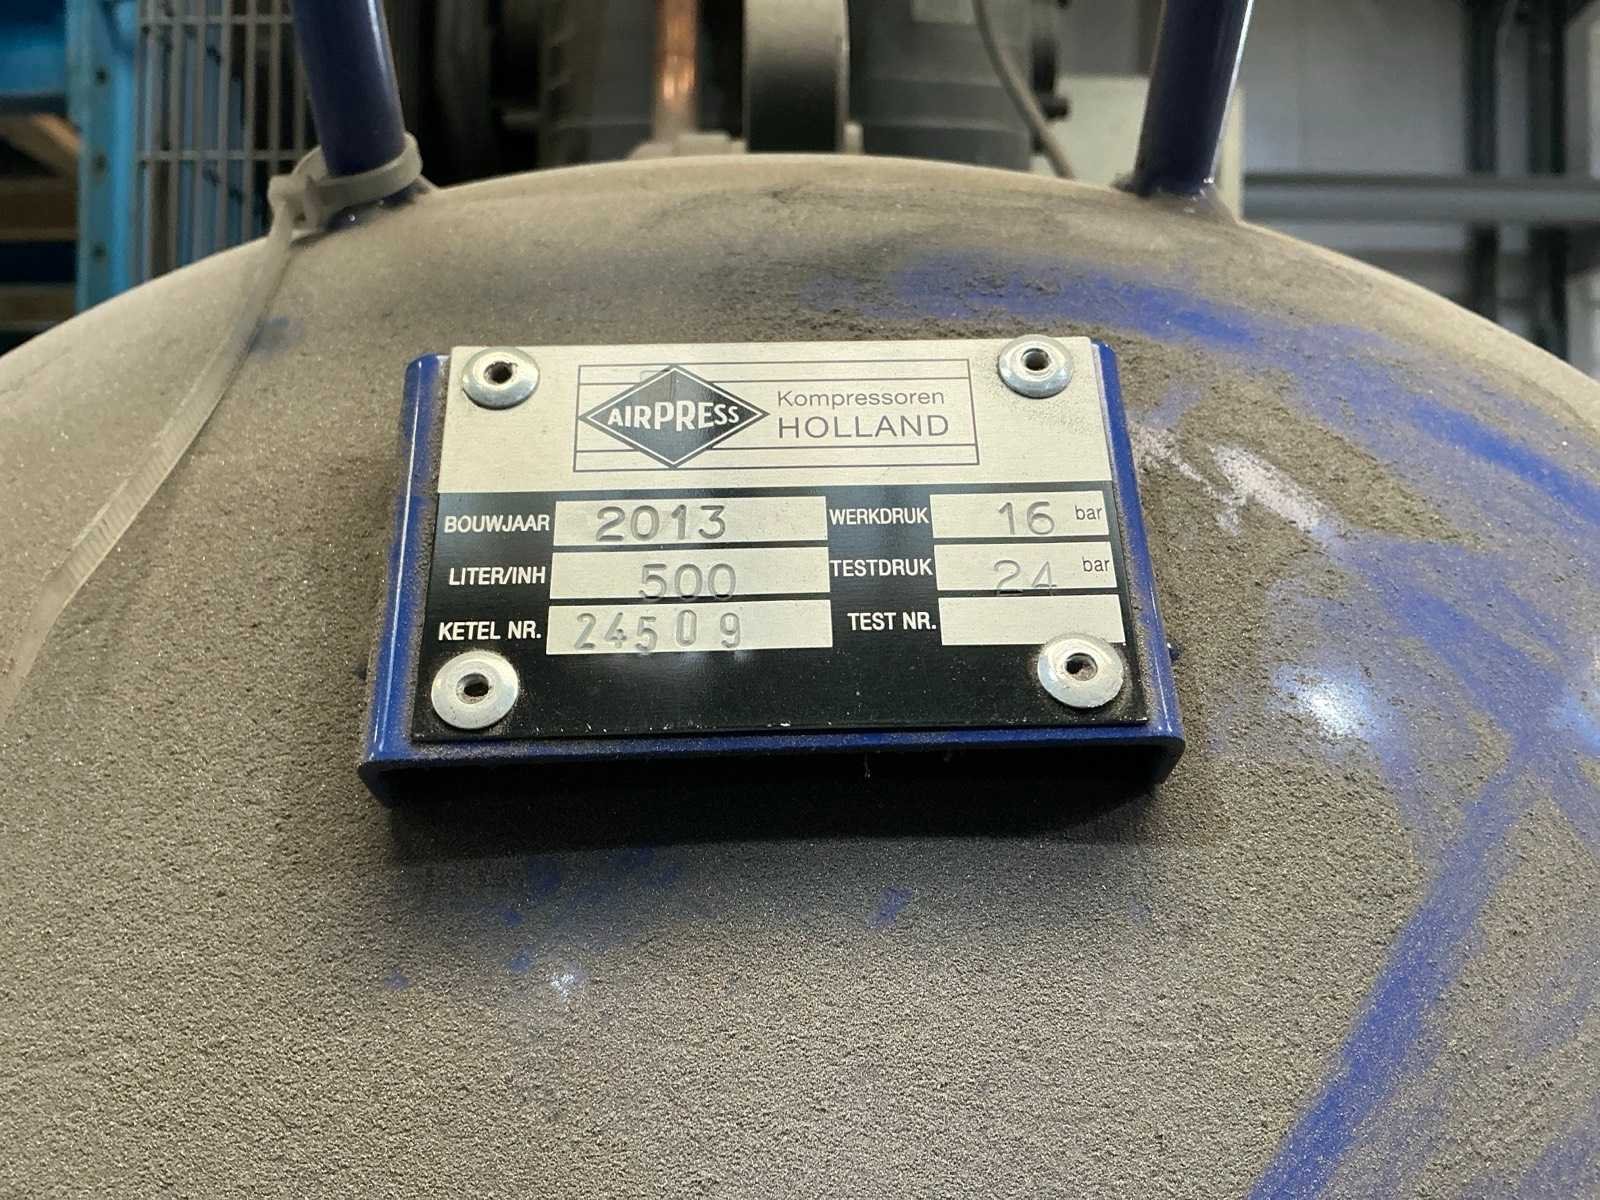 AIRPRESS
Kompressoren
HOLLAND
BOUWJAAR 2013 WERKDRUK 16 bar
LITER/INH 500 TESTDRUK 24 bar
KETEL NR. 24509 TEST NR.